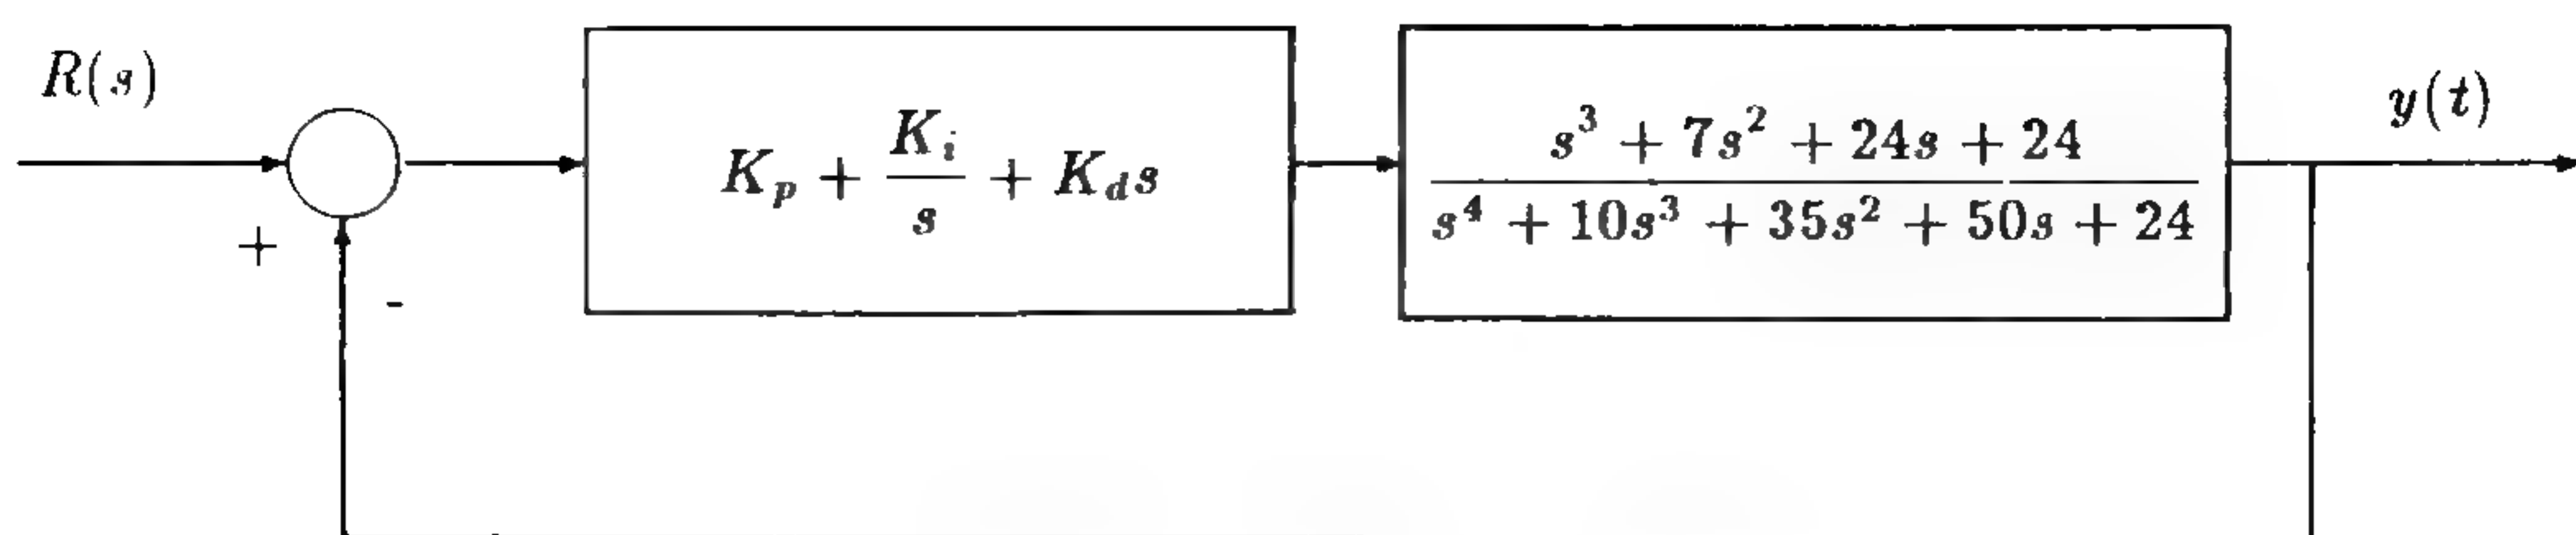 R(s)
+
-
K_p + K_i/s + K_d s
s^3 + 7s^2 + 24s + 24
s^4 + 10s^3 + 35s^2 + 50s + 24
y(t)